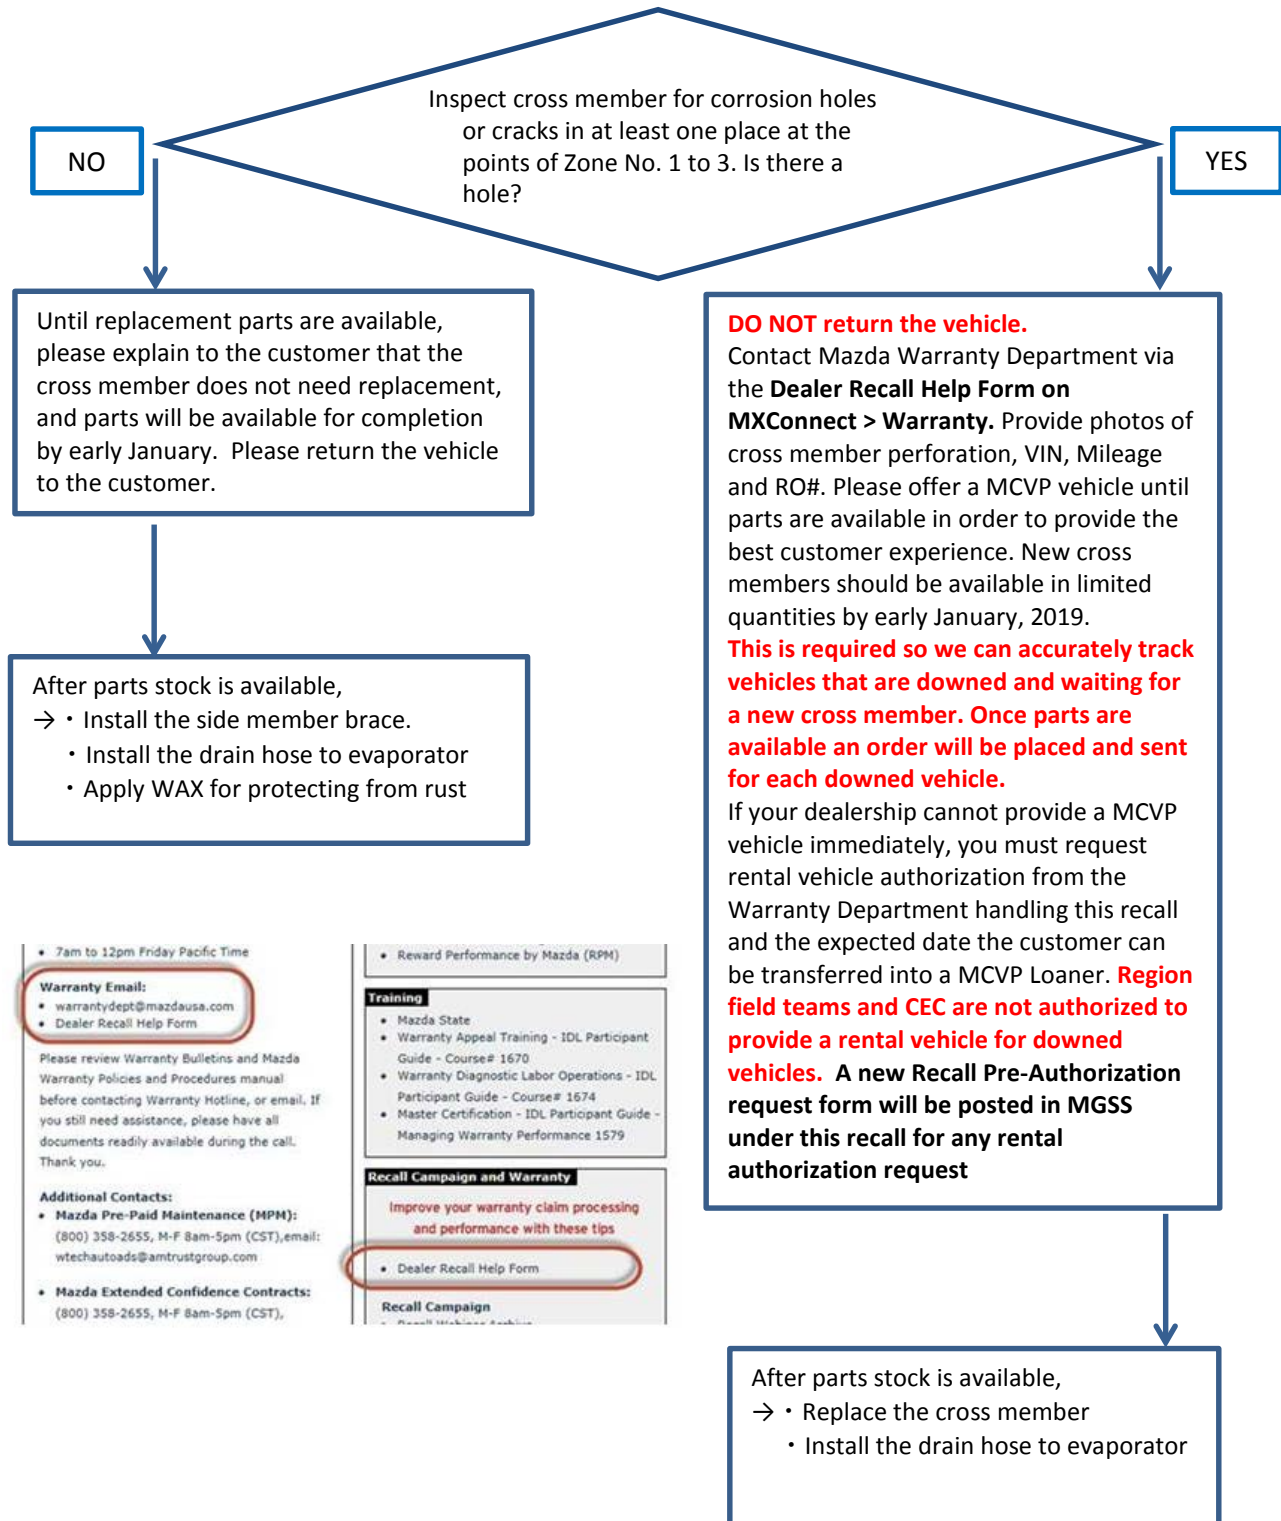 Inspect cross member for corrosion holes
or cracks in at least one place at the
points of Zone No. 1 to 3. Is there a
hole?
NO
YES
Until replacement parts are available,
please explain to the customer that the
cross member does not need replacement,
and parts will be available for completion
by early January.  Please return the vehicle
to the customer.
After parts stock is available,
→・Install the side member brace.
・Install the drain hose to evaporator
・Apply WAX for protecting from rust
DO NOT return the vehicle.
Contact Mazda Warranty Department via
the Dealer Recall Help Form on
MXConnect > Warranty. Provide photos of
cross member perforation, VIN, Mileage
and RO#. Please offer a MCVP vehicle until
parts are available in order to provide the
best customer experience. New cross
members should be available in limited
quantities by early January, 2019.
This is required so we can accurately track
vehicles that are downed and waiting for
a new cross member. Once parts are
available an order will be placed and sent
for each downed vehicle.
If your dealership cannot provide a MCVP
vehicle immediately, you must request
rental vehicle authorization from the
Warranty Department handling this recall
and the expected date the customer can
be transferred into a MCVP Loaner. Region
field teams and CEC are not authorized to
provide a rental vehicle for downed
vehicles.  A new Recall Pre-Authorization
request form will be posted in MGSS
under this recall for any rental
authorization request
• 7am to 12pm Friday Pacific Time
Warranty Email:
• warrantydept@mazdausa.com
• Dealer Recall Help Form
Please review Warranty Bulletins and Mazda
Warranty Policies and Procedures manual
before contacting Warranty Hotline, or email. If
you still need assistance, please have all
documents readily available during the call.
Thank you.
Additional Contacts:
• Mazda Pre-Paid Maintenance (MPM):
(800) 358-2655, M-F 8am-5pm (CST),email:
wtechautoads@amtrustgroup.com
• Mazda Extended Confidence Contracts:
(800) 358-2655, M-F 8am-5pm (CST),
• Reward Performance by Mazda (RPM)
Training
• Mazda State
• Warranty Appeal Training - IDL Participant
Guide - Course# 1670
• Warranty Diagnostic Labor Operations - IDL
Participant Guide - Course# 1674
• Master Certification - IDL Participant Guide -
Managing Warranty Performance 1579
Recall Campaign and Warranty
Improve your warranty claim processing
and performance with these tips
• Dealer Recall Help Form
Recall Campaign
After parts stock is available,
→・Replace the cross member
・Install the drain hose to evaporator